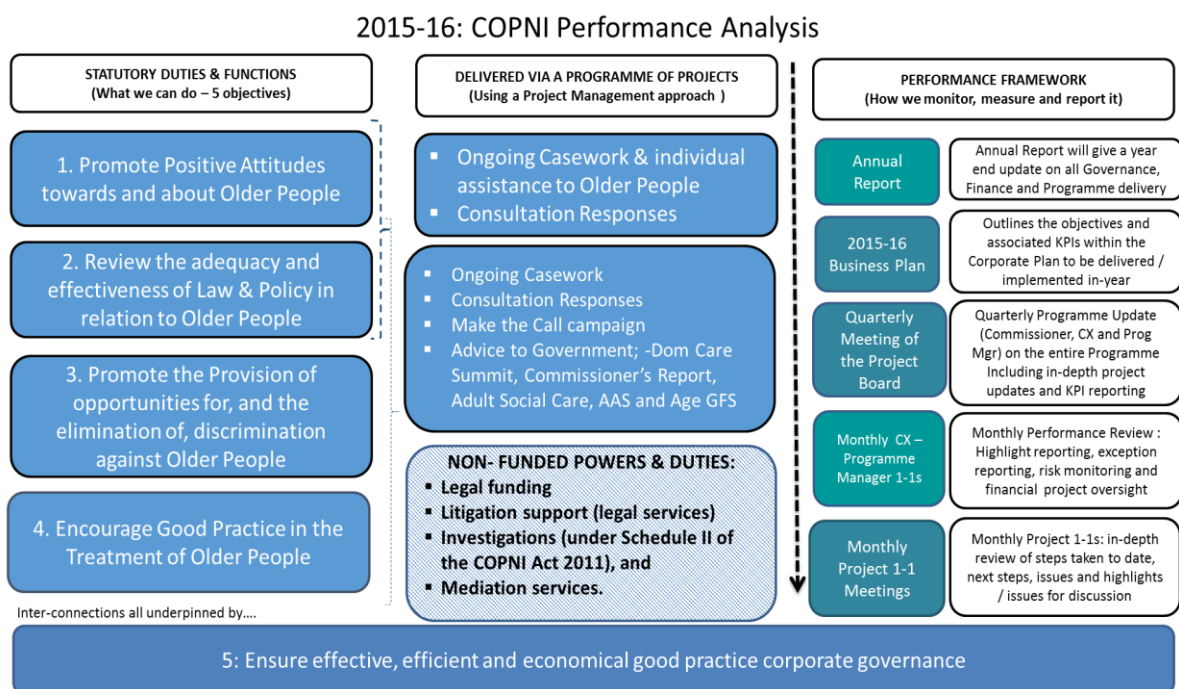 2015-16: COPNI Performance Analysis
STATUTORY DUTIES & FUNCTIONS
(What we can do – 5 objectives)
1. Promote Positive Attitudes
towards and about Older People
2. Review the adequacy and
effectiveness of Law & Policy in
relation to Older People
3. Promote the Provision of
opportunities for, and the
elimination of, discrimination
against Older People
4. Encourage Good Practice in the
Treatment of Older People
Inter-connections all underpinned by....
DELIVERED VIA A PROGRAMME OF PROJECTS
(Using a Project Management approach )
▪ Ongoing Casework & individual
assistance to Older People
▪ Consultation Responses
▪ Ongoing Casework
▪ Consultation Responses
▪ Make the Call campaign
▪ Advice to Government; -Dom Care
Summit, Commissioner's Report,
Adult Social Care, AAS and Age GFS
NON- FUNDED POWERS & DUTIES:
▪ Legal funding
▪ Litigation support (legal services)
▪ Investigations (under Schedule II of
the COPNI Act 2011), and
▪ Mediation services.
PERFORMANCE FRAMEWORK
(How we monitor, measure and report it)
Annual
Report
Annual Report will give a year
end update on all Governance,
Finance and Programme delivery
2015-16
Business Plan
Outlines the objectives and
associated KPIs within the
Corporate Plan to be delivered /
implemented in-year
Quarterly
Meeting of
the Project
Board
Quarterly Programme Update
(Commissioner, CX and Prog
Mgr) on the entire Programme
Including in-depth project
updates and KPI reporting
Monthly CX –
Programme
Manager 1-1s
Monthly Performance Review :
Highlight reporting, exception
reporting, risk monitoring and
financial project oversight
Monthly
Project 1-1
Meetings
Monthly Project 1-1s: in-depth
review of steps taken to date,
next steps, issues and highlights
/ issues for discussion
5: Ensure effective, efficient and economical good practice corporate governance